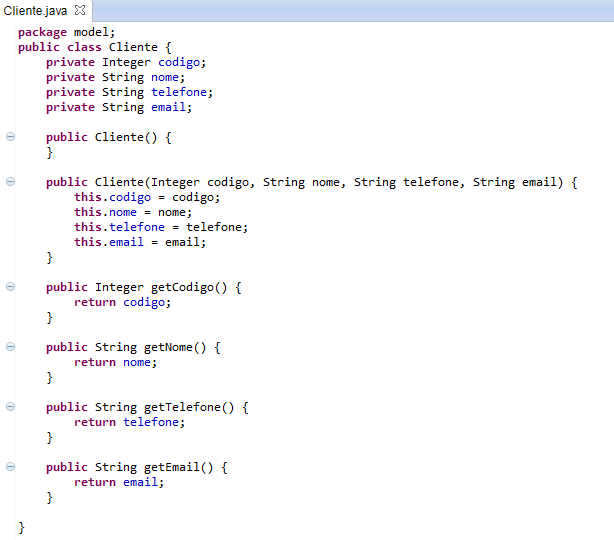 Cliente.java
package model;
public class Cliente {
    private Integer codigo;
    private String nome;
    private String telefone;
    private String email;

    public Cliente() {
    }

    public Cliente(Integer codigo, String nome, String telefone, String email) {
        this.codigo = codigo;
        this.nome = nome;
        this.telefone = telefone;
        this.email = email;
    }

    public Integer getCodigo() {
        return codigo;
    }

    public String getNome() {
        return nome;
    }

    public String getTelefone() {
        return telefone;
    }

    public String getEmail() {
        return email;
    }

}